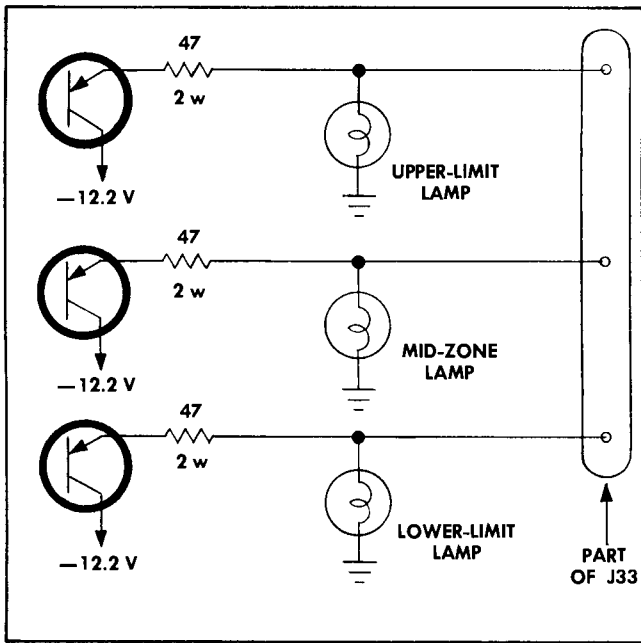 47
2 w
—12.2 V
UPPER-LIMIT
LAMP
47
2 w
—12.2 V
MID-ZONE
LAMP
47
2 w
—12.2 V
LOWER-LIMIT
LAMP
PART
OF J33